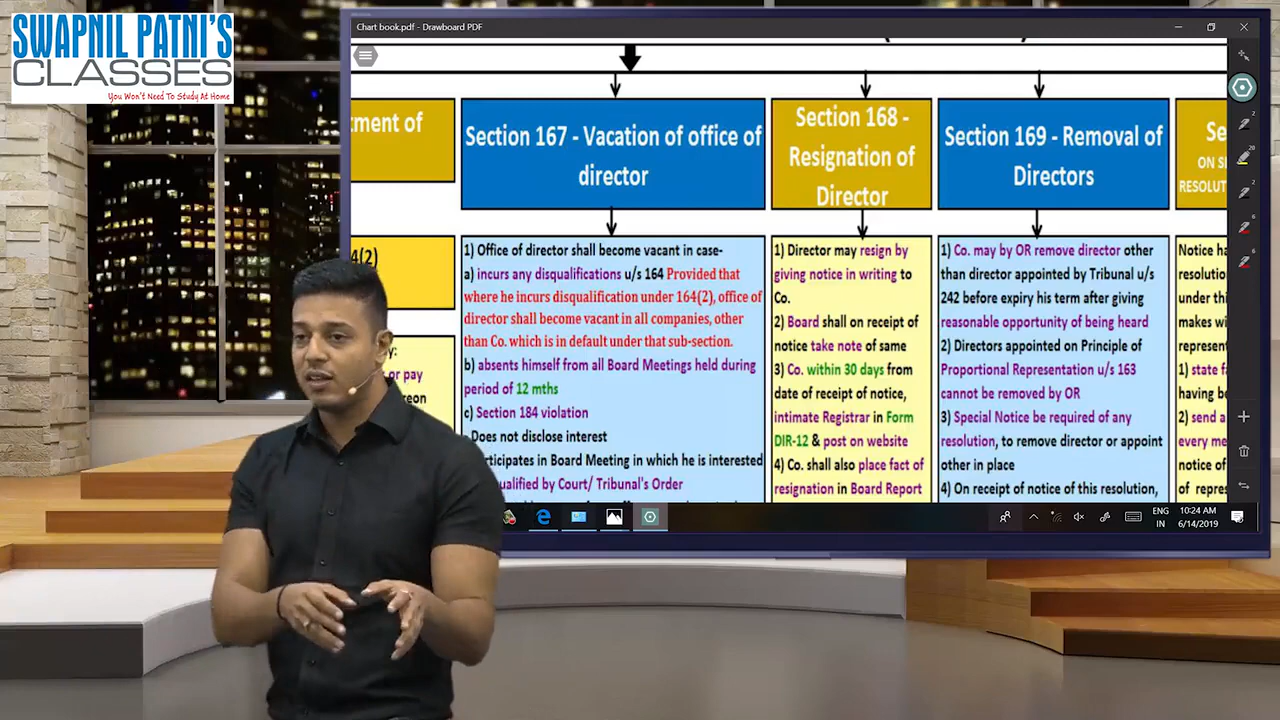 SWAPNIL PATNI'S
CLASSES
You Won't Need To Study At Home
Chart book.pdf - Drawboard PDF
tment of
4(2)
y:
or pay
reon
Section 167 - Vacation of office of
director
1) Office of director shall become vacant in case-
a) incurs any disqualifications u/s 164 Provided that
where he incurs disqualification under 164(2), office of
director shall become vacant in all companies, other
than Co. which is in default under that sub-section.
b) absents himself from all Board Meetings held during
period of 12 mths
c) Section 184 violation
Does not disclose interest
rticipates in Board Meeting in which he is interested
ualified by Court/ Tribunal's Order
Section 168 -
Resignation of
Director
1) Director may resign by
giving notice in writing to
Co.
2) Board shall on receipt of
notice take note of same
3) Co. within 30 days from
date of receipt of notice,
intimate Registrar in Form
DIR-12 & post on website
4) Co. shall also place fact of
resignation in Board Report
Section 169 - Removal of
Directors
1) Co. may by OR remove director other
than director appointed by Tribunal u/s
242 before expiry his term after giving
reasonable opportunity of being heard
2) Directors appointed on Principle of
Proportional Representation u/s 163
cannot be removed by OR
3) Special Notice be required of any
resolution, to remove director or appoint
other in place
4) On receipt of notice of this resolution,
Se
ON S
RESOLUT
Notice ha
resolution
under thi
makes wi
represent
1) state f
having be
2) send a
every me
notice of
of repres
ENG
IN
10:24 AM
6/14/2019